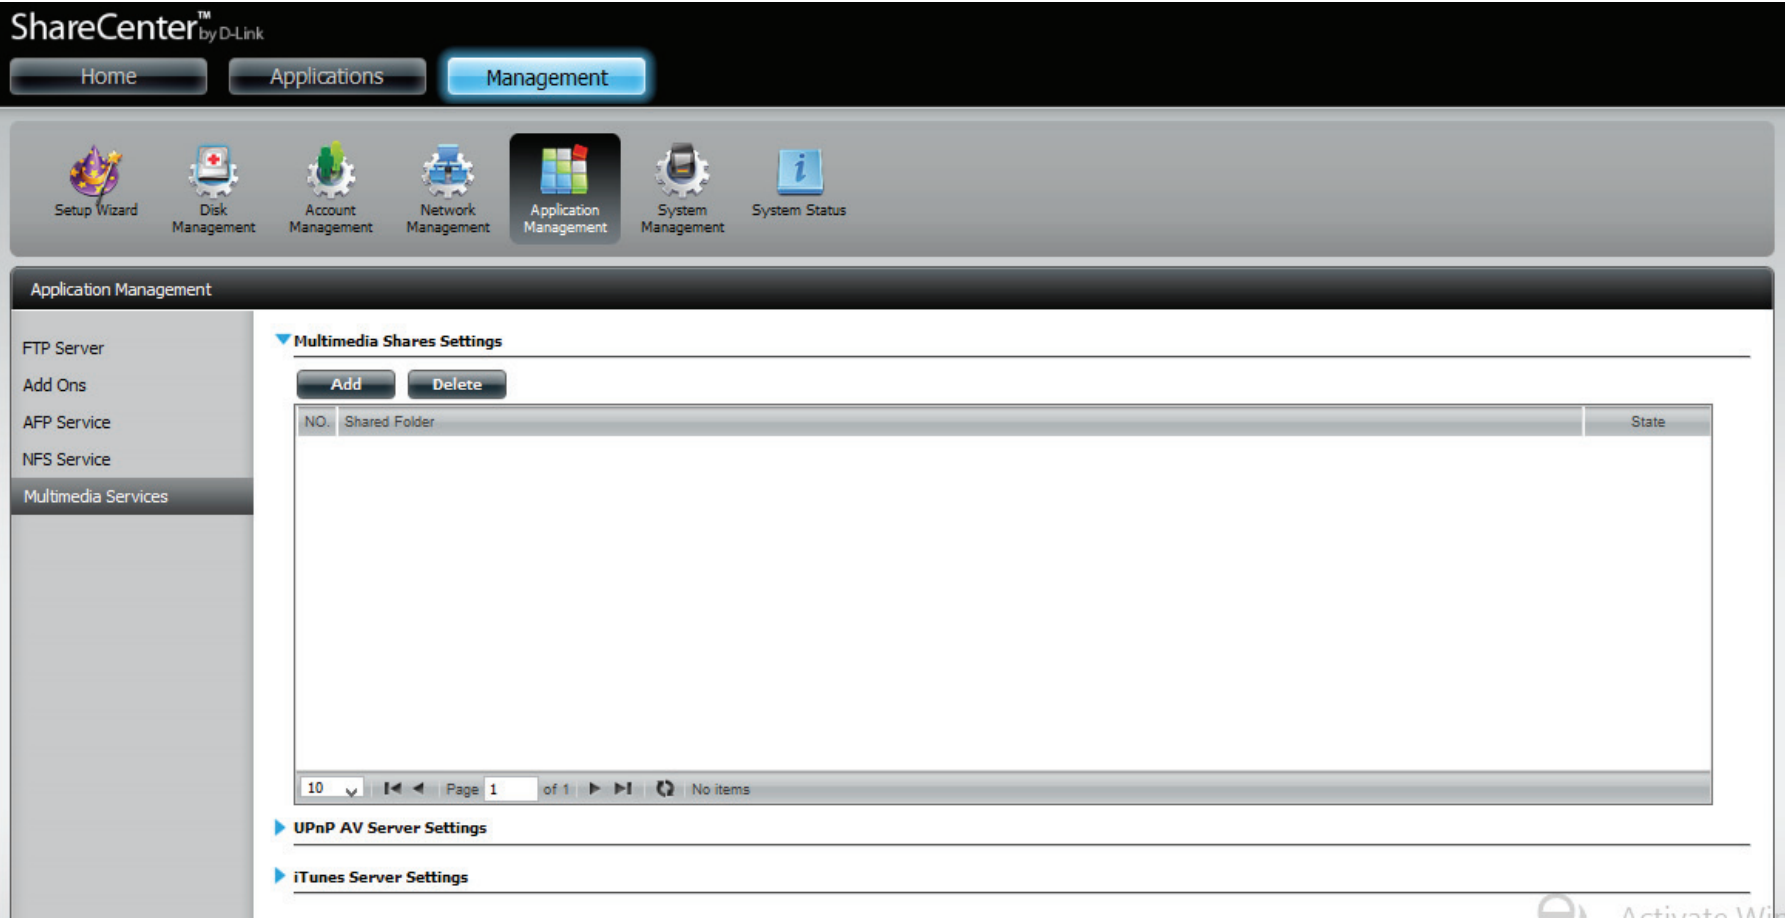 ShareCenter™ by D-Link
Home Applications Management
Setup Wizard
Disk Management
Account Management
Network Management
Application Management
System Management
System Status
Application Management
FTP Server
Add Ons
AFP Service
NFS Service
Multimedia Services
Multimedia Shares Settings
Add Delete
NO. Shared Folder State
10 Page 1 of 1 No items
UPnP AV Server Settings
iTunes Server Settings
Activate